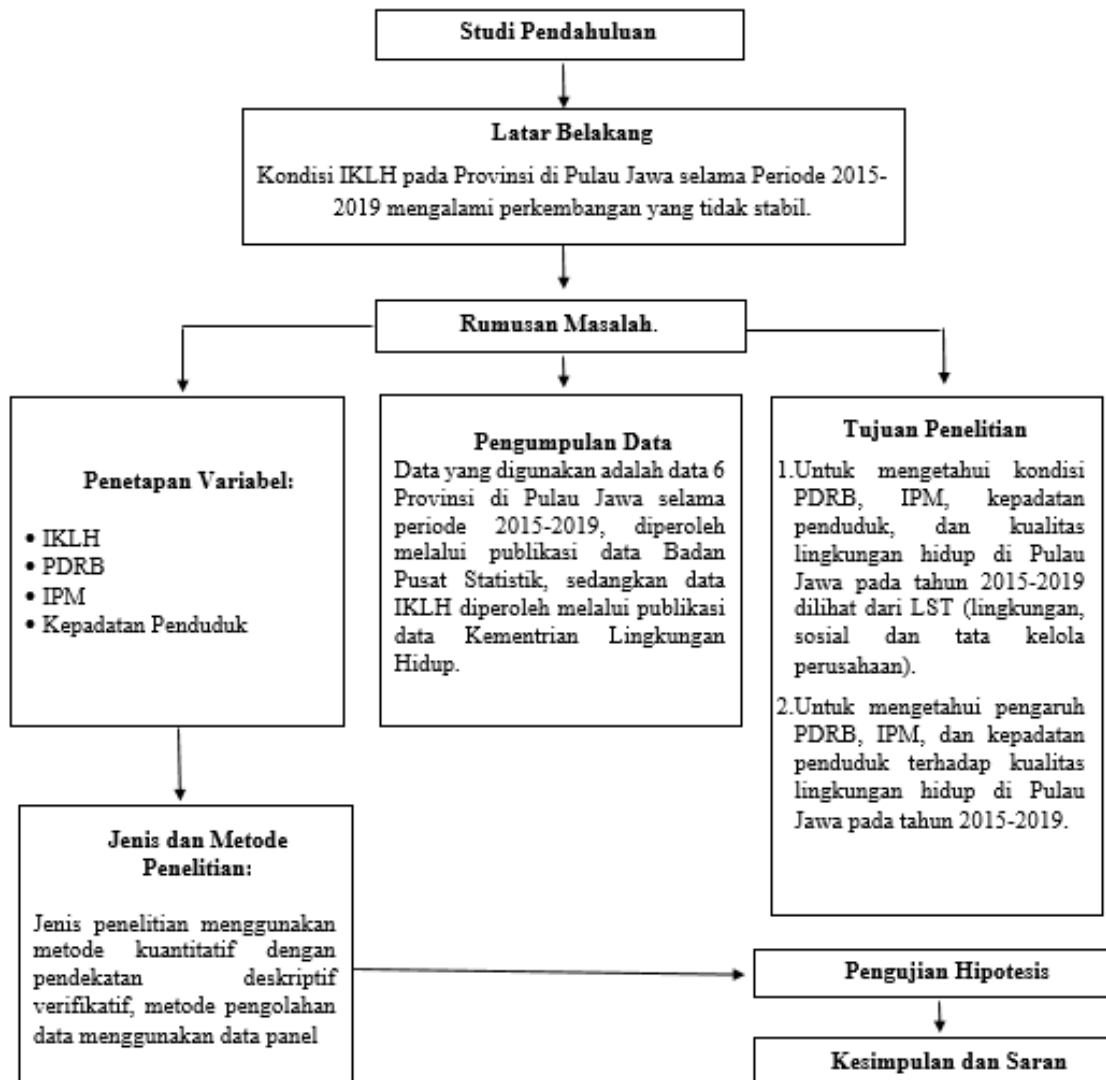 Studi Pendahuluan
Latar Belakang
Kondisi IKLH pada Provinsi di Pulau Jawa selama Periode 2015-
2019 mengalami perkembangan yang tidak stabil.
Rumusan Masalah.
Penetapan Variabel:
• IKLH
• PDRB
• IPM
• Kepadatan Penduduk
Pengumpulan Data
Data yang digunakan adalah data 6
Provinsi di Pulau Jawa selama
periode 2015-2019, diperoleh
melalui publikasi data Badan
Pusat Statistik, sedangkan data
IKLH diperoleh melalui publikasi
data Kementrian Lingkungan
Hidup.
Tujuan Penelitian
1.Untuk mengetahui kondisi
PDRB, IPM, kepadatan
penduduk, dan kualitas
lingkungan hidup di Pulau
Jawa pada tahun 2015-2019
dilihat dari LST (lingkungan,
sosial dan tata kelola
perusahaan).
2.Untuk mengetahui pengaruh
PDRB, IPM, dan kepadatan
penduduk terhadap kualitas
lingkungan hidup di Pulau
Jawa pada tahun 2015-2019.
Jenis dan Metode
Penelitian:
Jenis penelitian menggunakan
metode kuantitatif dengan
pendekatan deskriptif
verifikatif, metode pengolahan
data menggunakan data panel
Pengujian Hipotesis
Kesimpulan dan Saran